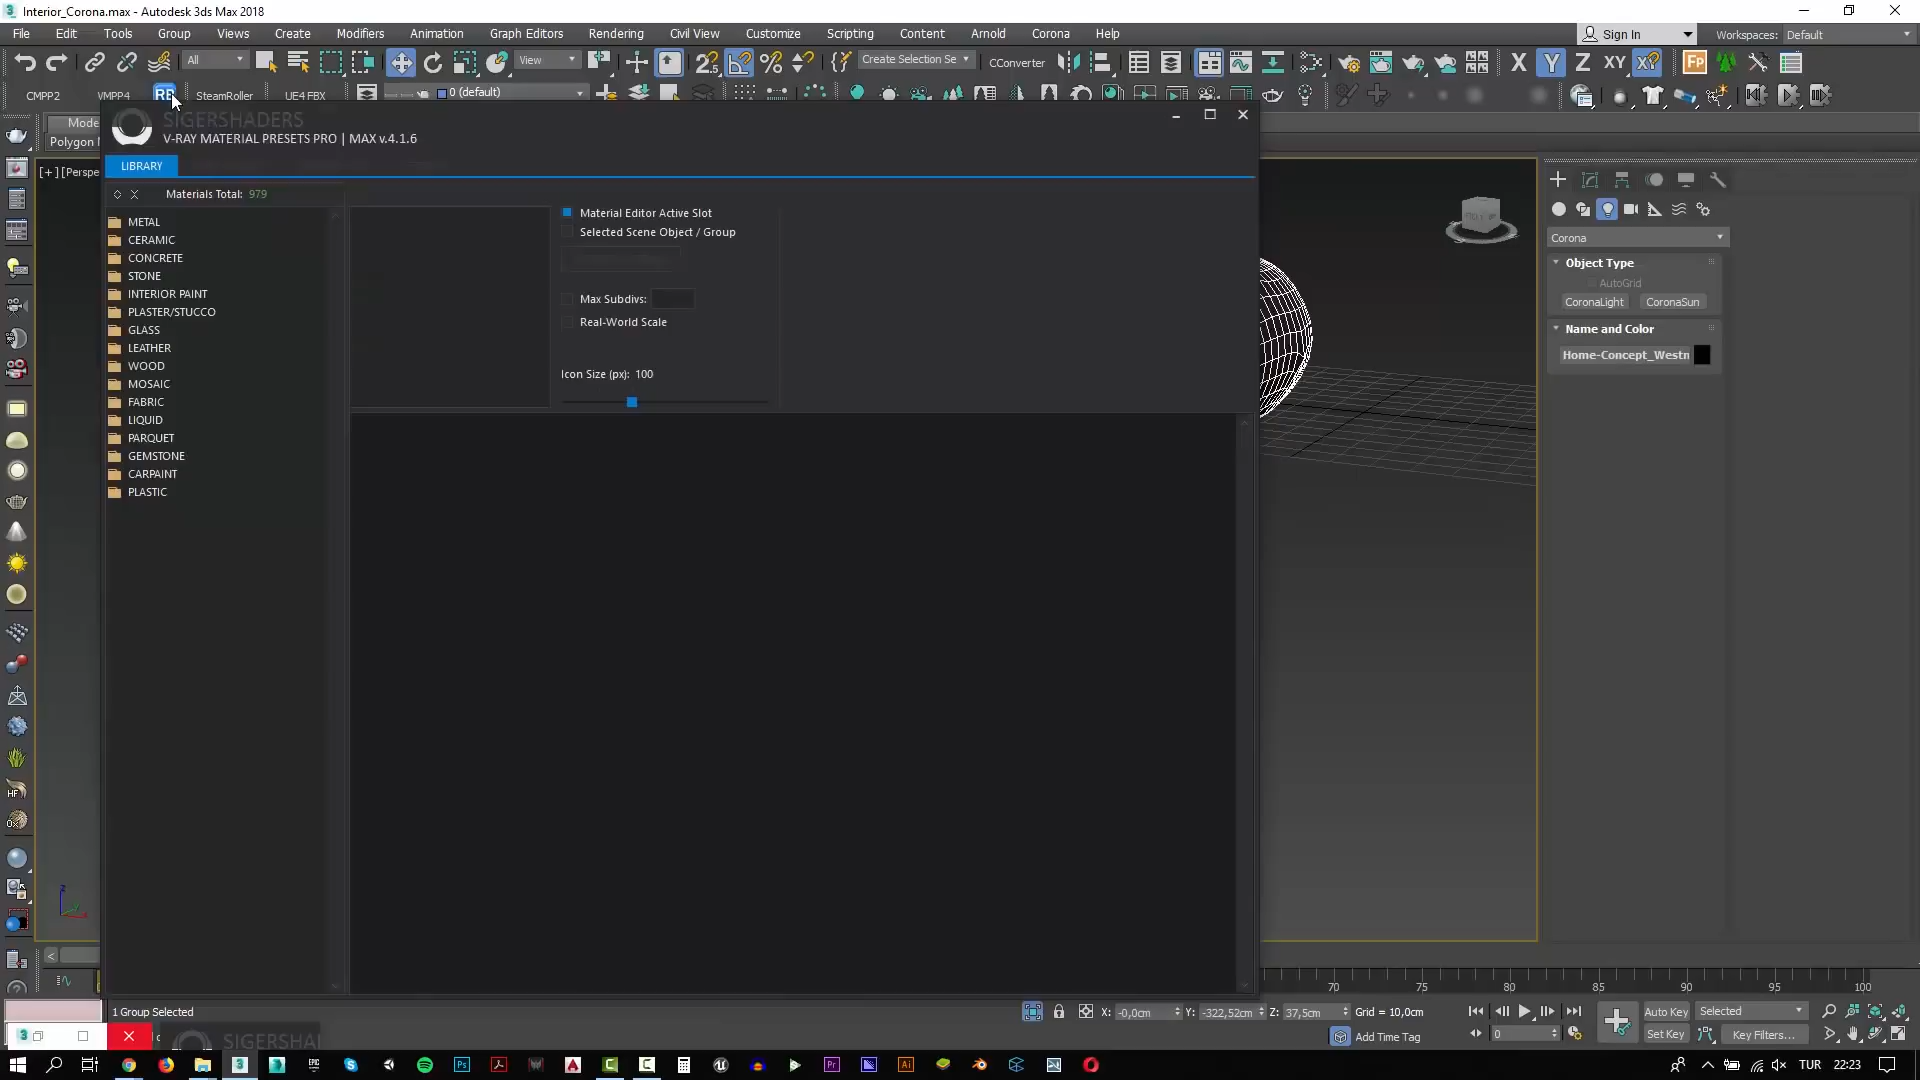 Interior_Corona.max - Autodesk 3ds Max 2018
File Edit Tools Group Views Create Modifiers Animation Graph Editors Rendering Civil View Customize Scripting Content Arnold Corona Help
Sign In Workspaces: Default
All View Create Selection Se CConverter X Y Z XY
CMPP2 VMPP4 SteamRoller UE4 FBX 0 (default)
SIGERSHADERS
V-RAY MATERIAL PRESETS PRO | MAX v.4.1.6
Mode
Polygon
LIBRARY
[+] [Perspe
Materials Total: 979
METAL
CERAMIC
CONCRETE
STONE
INTERIOR PAINT
PLASTER/STUCCO
GLASS
LEATHER
WOOD
MOSAIC
FABRIC
LIQUID
PARQUET
GEMSTONE
CARPAINT
PLASTIC
Material Editor Active Slot
Selected Scene Object / Group
Max Subdivs:
Real-World Scale
Icon Size (px): 100
Corona
Object Type
AutoGrid
CoronaLight CoronaSun
Name and Color
Home-Concept_Westn
70 75 80 85 90 95 100
1 Group Selected
X: -0,0cm Y: -322,52cm Z: 37,5cm Grid = 10,0cm
Auto Key Selected
Add Time Tag
0
Set Key Key Filters...
SIGERSHA
TUR 22:23